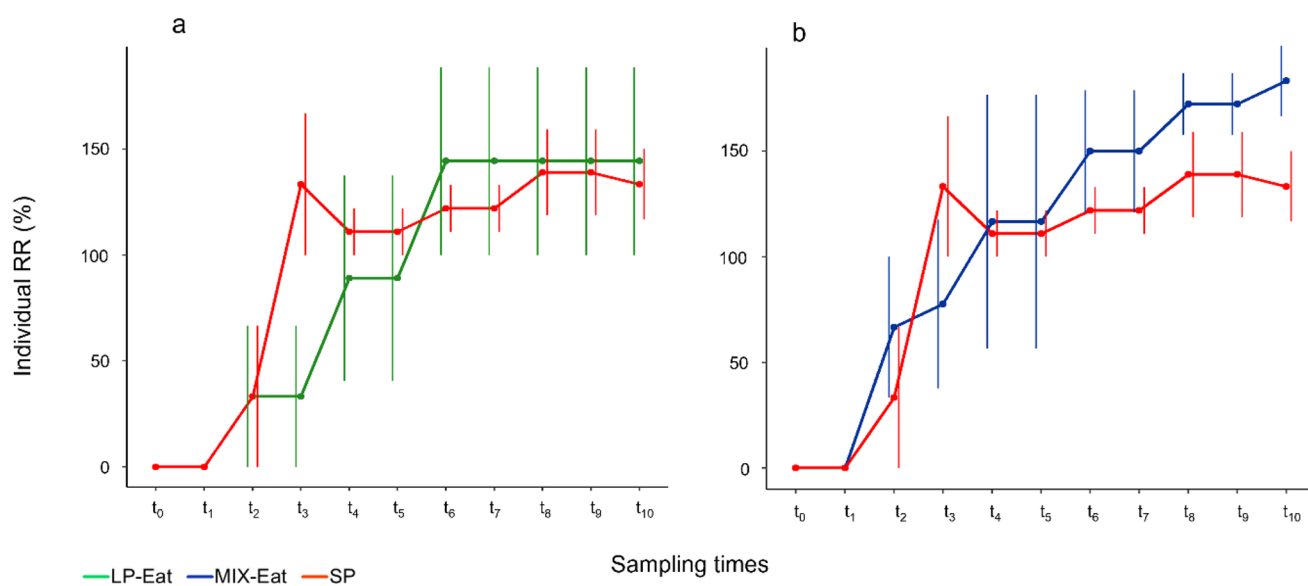 a
b
150
100
50
0
150
100
50
0
Individual RR (%)
t0 t1 t2 t3 t4 t5 t6 t7 t8 t9 t10
t0 t1 t2 t3 t4 t5 t6 t7 t8 t9 t10
Sampling times
LP-Eat MIX-Eat SP